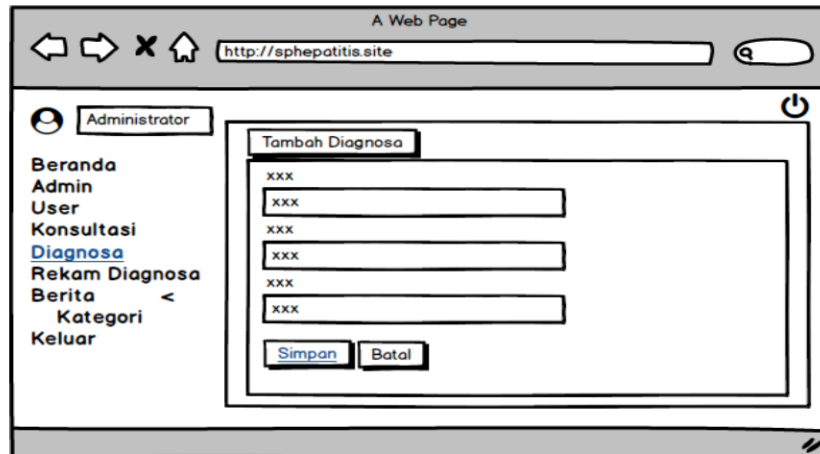 A Web Page
http://sphepatitis.site
Administrator
Beranda
Admin
User
Konsultasi
Diagnosa
Rekam Diagnosa
Berita <
Kategori
Keluar
Tambah Diagnosa
xxx
xxx
xxx
xxx
xxx
xxx
Simpan Batal